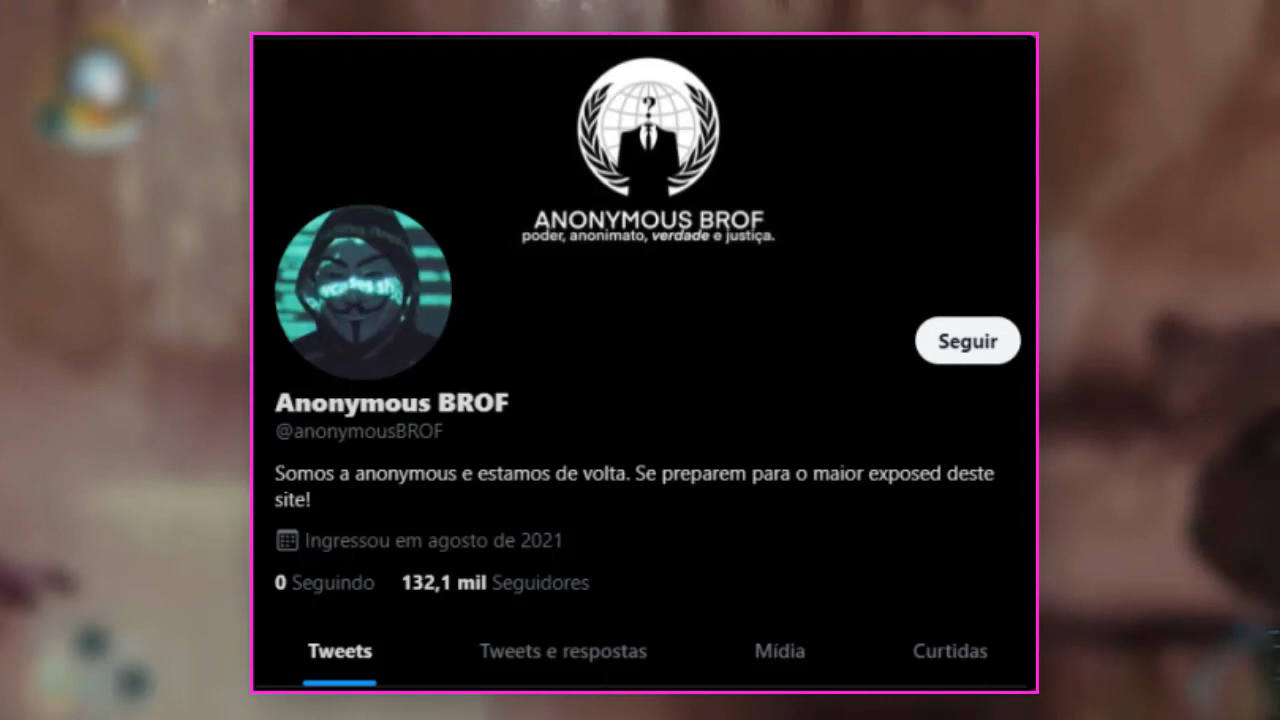 ?
ANONYMOUS BROF
poder, anonimato, verdade e justiça.
Seguir
Anonymous BROF
@anonymousBROF
Somos a anonymous e estamos de volta. Se preparem para o maior exposed deste
site!
Ingressou em agosto de 2021
0 Seguindo 132,1 mil Seguidores
Tweets Tweets e respostas Mídia Curtidas